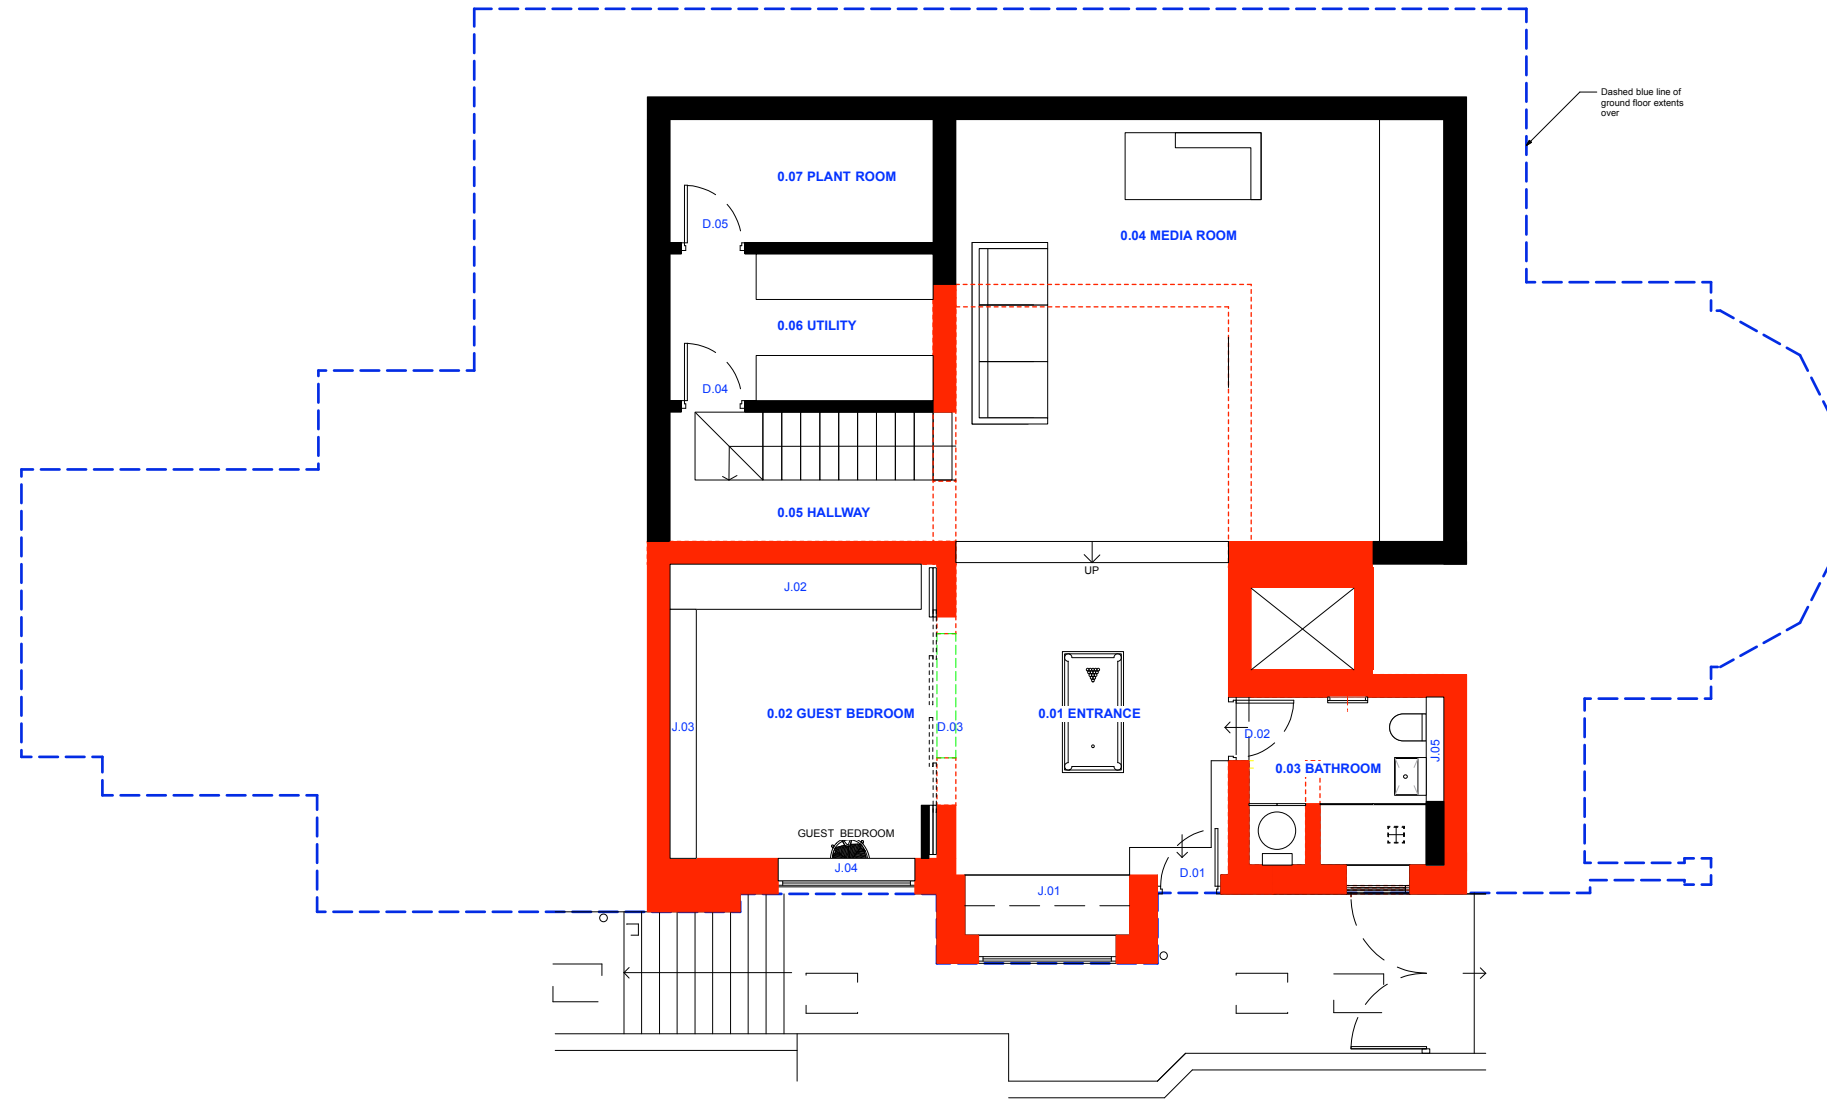 Dashed blue line of
ground floor extents
over
0.07 PLANT ROOM
D.05
0.04 MEDIA ROOM
0.06 UTILITY
D.04
0.05 HALLWAY
UP
J.02
0.02 GUEST BEDROOM
J.03
D.03
0.01 ENTRANCE
D.02
J.05
0.03 BATHROOM
GUEST BEDROOM
J.04
D.01
J.01